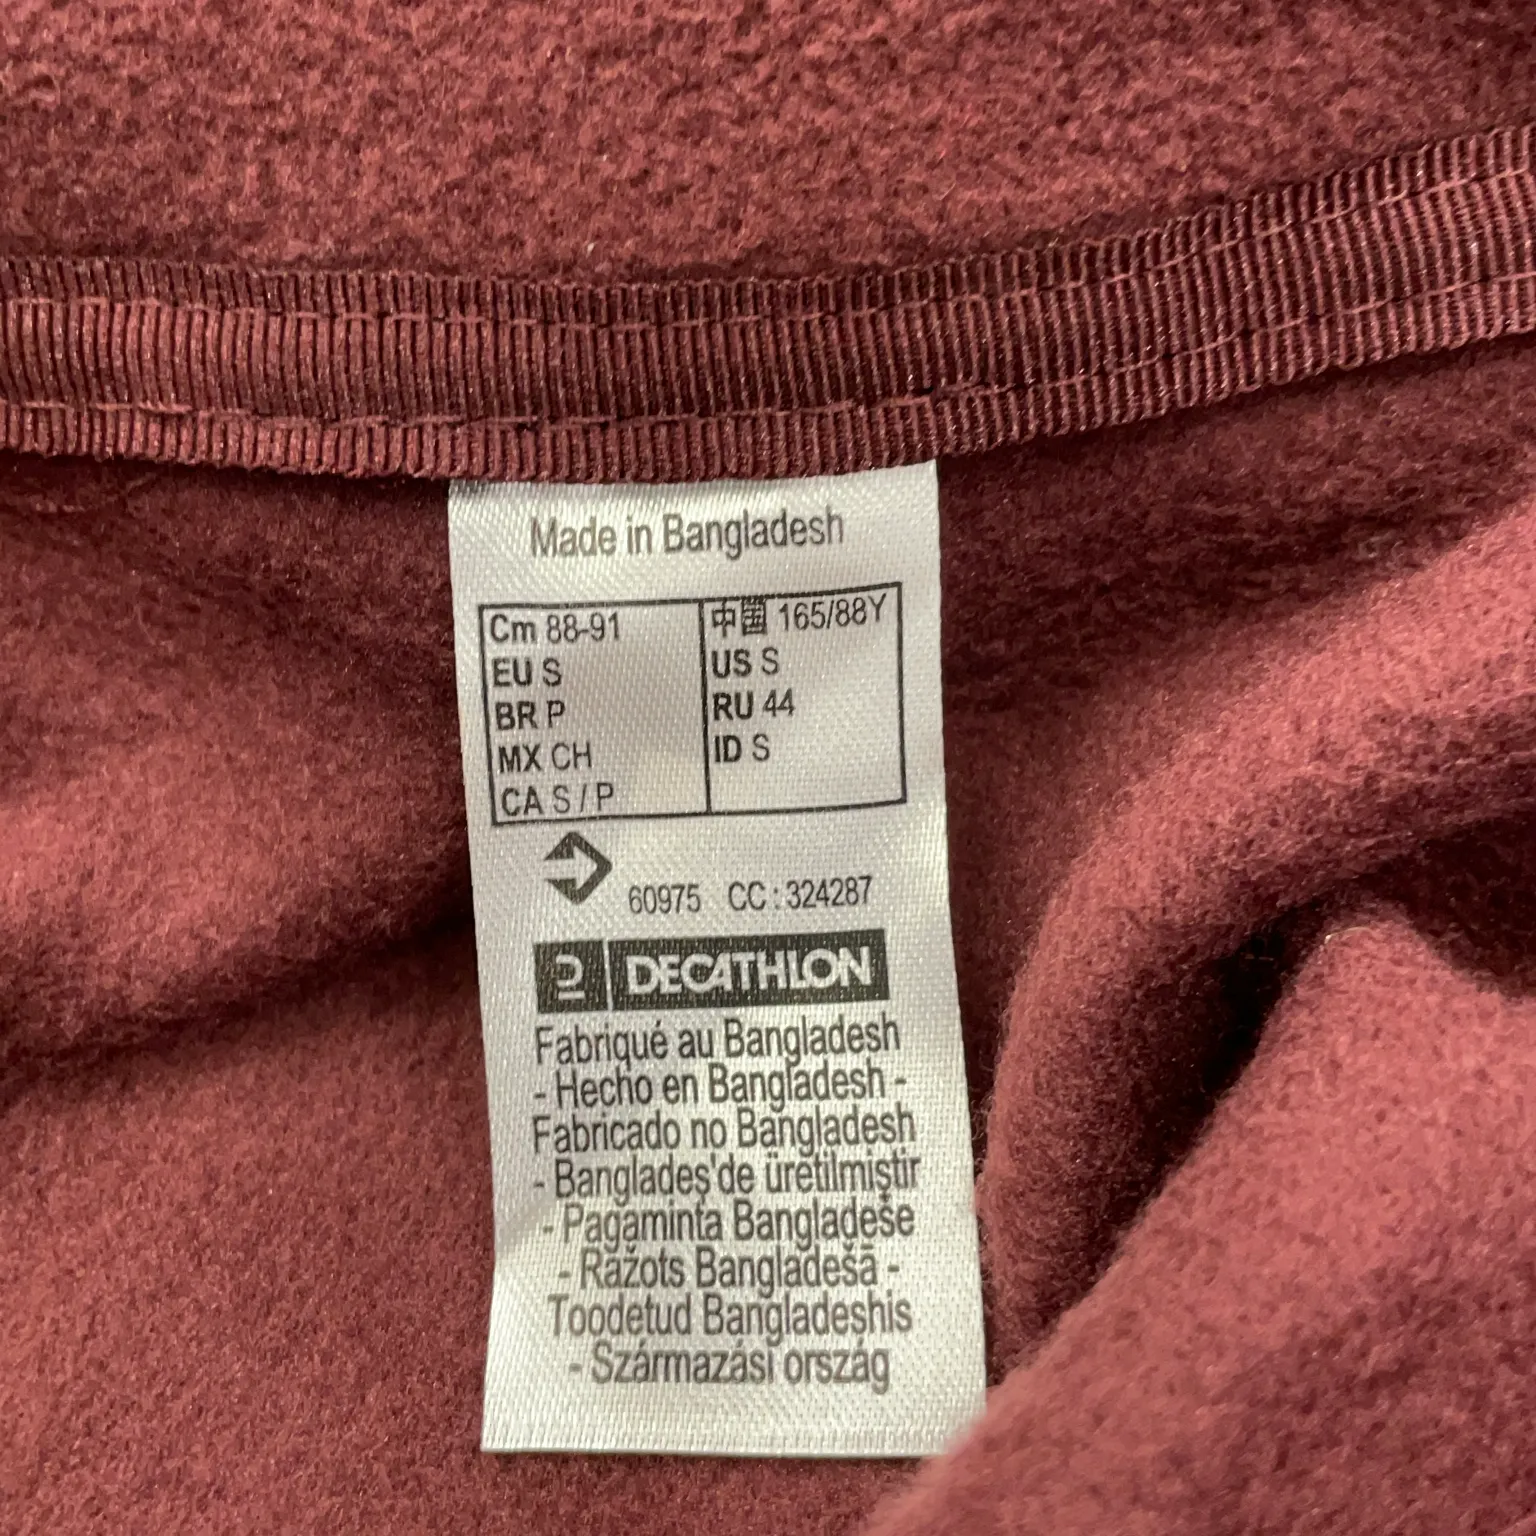 Made in Bangladesh
Cm 88-91
EU S
BR P
MX CH
CA S / P
中国 165/88Y
US S
RU 44
ID S
60975 CC : 324287
DECATHLON
Fabriqué au Bangladesh
- Hecho en Bangladesh -
Fabricado no Bangladesh
- Bangladeş'de üretilmiştir
- Pagaminta Bangladeše
- Ražots Bangladešā -
Toodetud Bangladeshis
- Származási ország